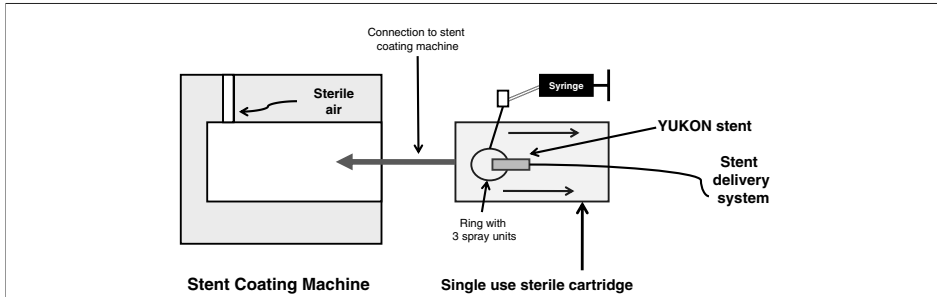 Connection to stent
coating machine
Sterile
air
Syringe
YUKON stent
Stent
delivery
system
Ring with
3 spray units
Stent Coating Machine
Single use sterile cartridge